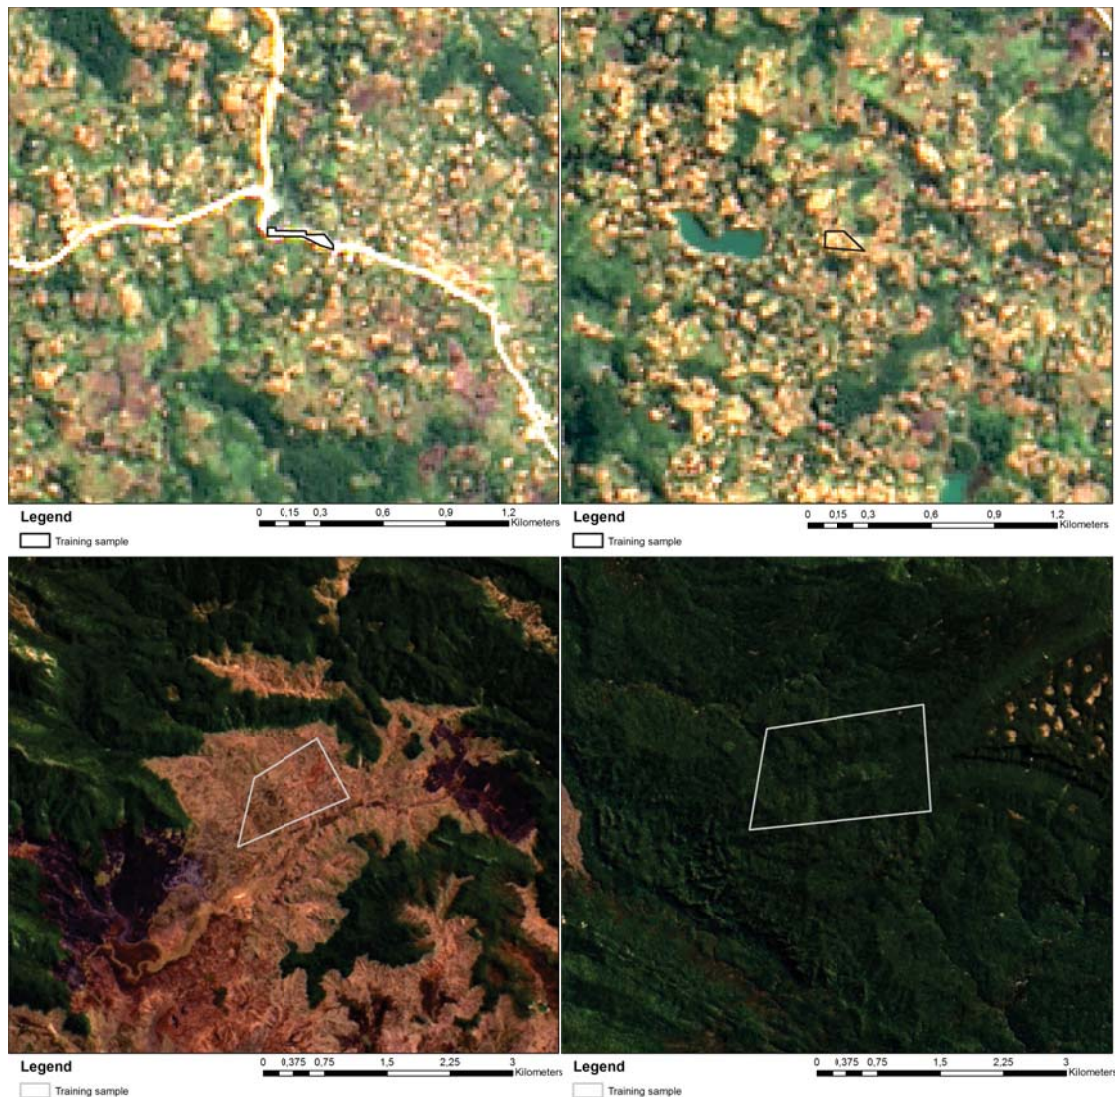 0 0,15 0,3 0,6 0,9 1,2
Kilometers
Legend
Training sample
0 0,15 0,3 0,6 0,9 1,2
Kilometers
Legend
Training sample
0 0,375 0,75 1,5 2,25 3
Kilometers
Legend
Training sample
0 0,375 0,75 1,5 2,25 3
Kilometers
Legend
Training sample